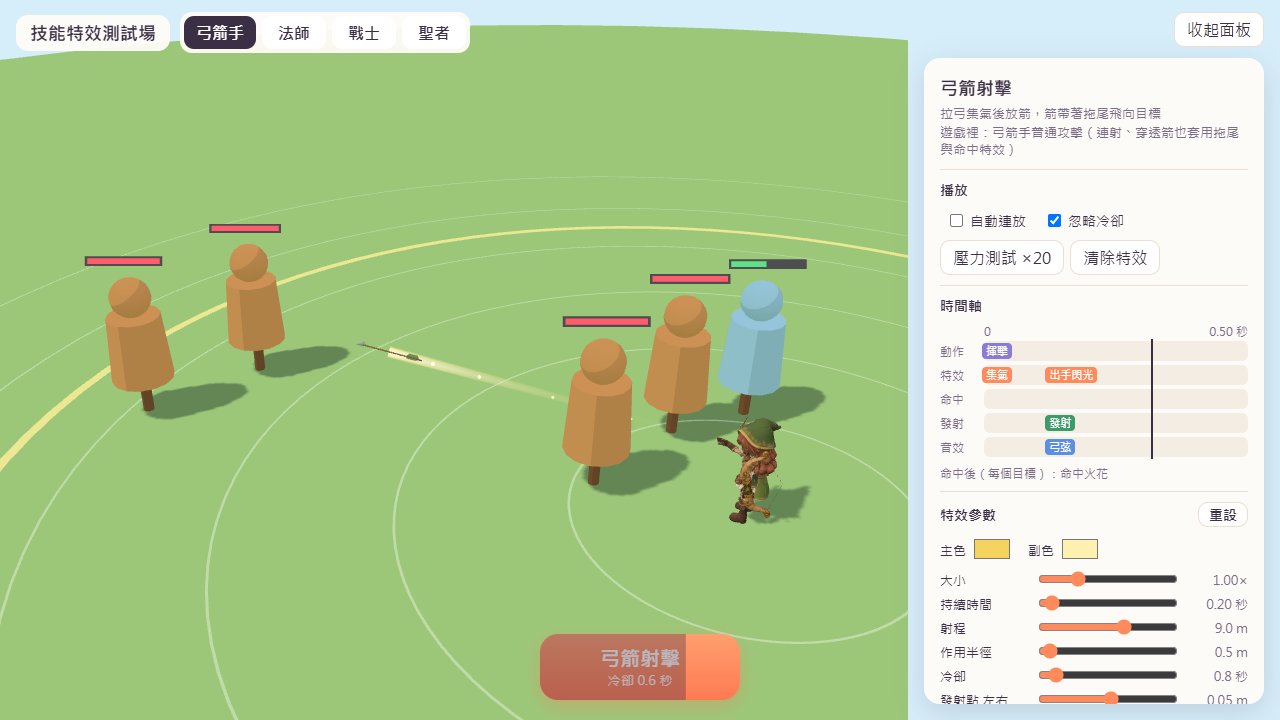 技能特效測試場
弓箭手
法師
戰士
聖者
收起面板
弓箭射擊
拉弓集氣後放箭，箭帶著拖尾飛向目標
遊戲裡：弓箭手普通攻擊（連射、穿透箭也套用拖尾
與命中特效）
播放
自動連放
忽略冷卻
壓力測試 ×20
清除特效
時間軸
0
0.50 秒
動作
揮擊
特效
集氣
出手閃光
命中
發射
發射
音效
弓弦
命中後（每個目標）：命中火花
特效參數
重設
主色
副色
大小
1.00×
持續時間
0.20 秒
射程
9.0 m
作用半徑
0.5 m
冷卻
0.8 秒
發射點 左右
0.05 m
弓箭射擊
冷卻 0.6 秒